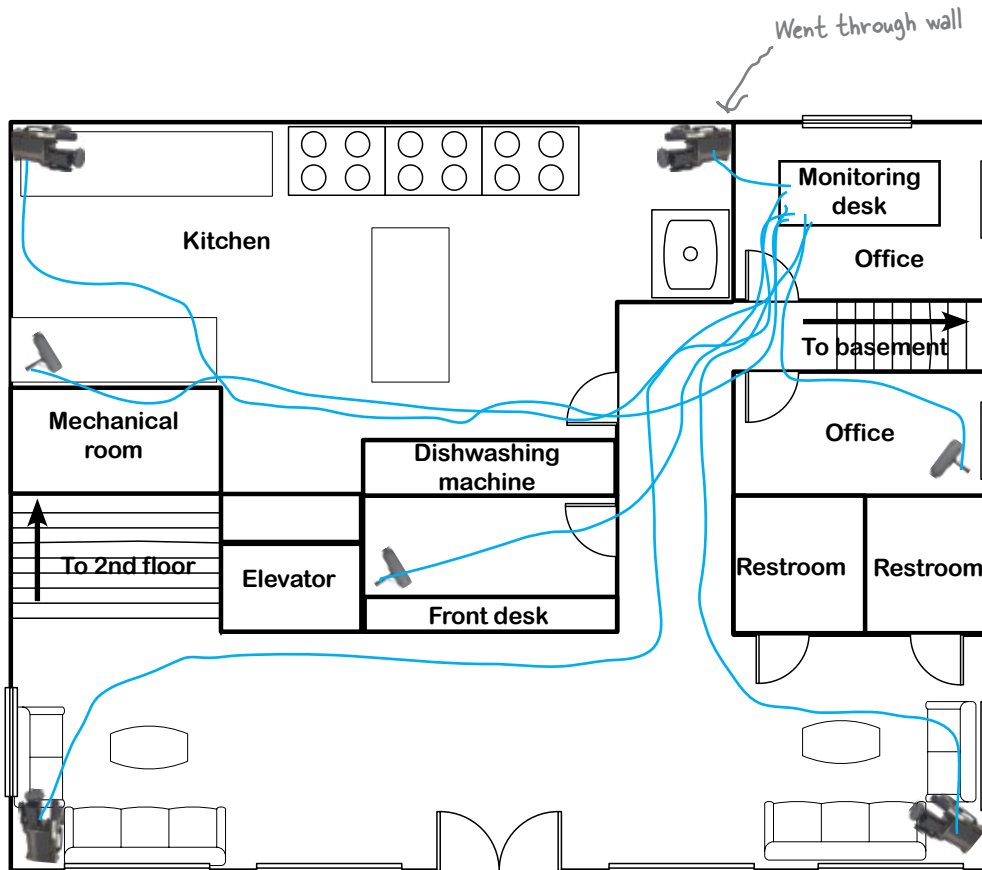 Went through wall
Monitoring
desk
Kitchen
Office
To basement
Mechanical
room
Office
Dishwashing
machine
To 2nd floor
Elevator
Restroom
Restroom
Front desk